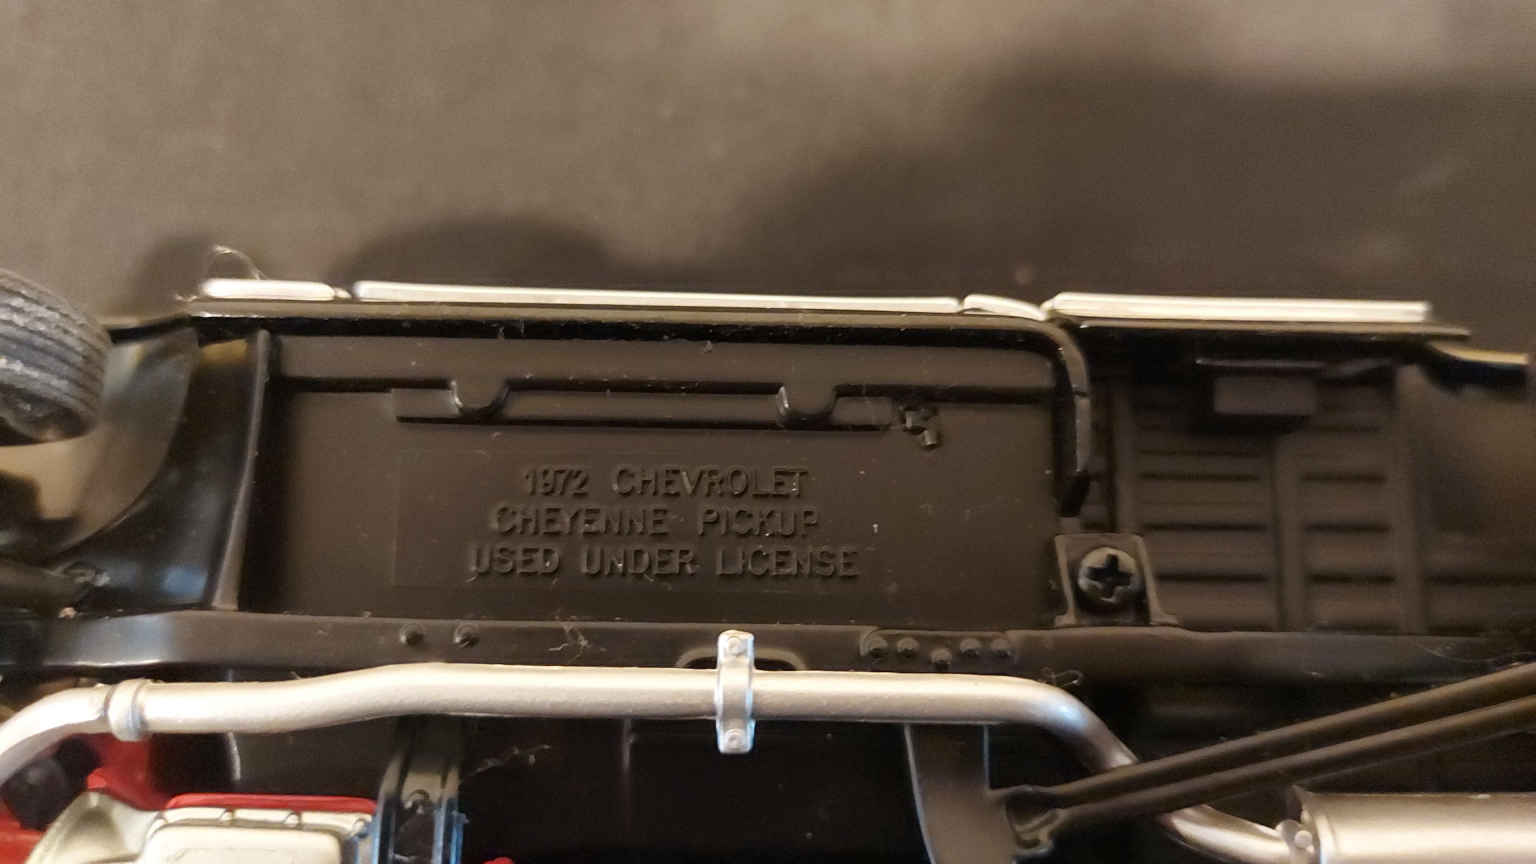 1972 CHEVROLET
CHEYENNE PICKUP
USED UNDER LICENSE